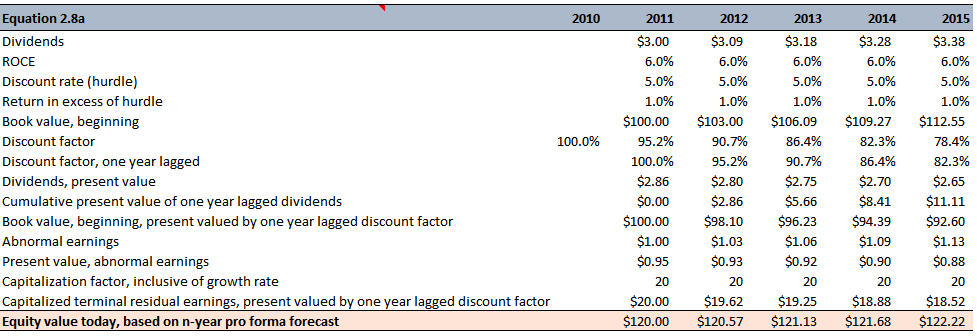 Equation 2.8a 2010 2011 2012 2013 2014 2015
Dividends $3.00 $3.09 $3.18 $3.28 $3.38
ROCE 6.0% 6.0% 6.0% 6.0% 6.0%
Discount rate (hurdle) 5.0% 5.0% 5.0% 5.0% 5.0%
Return in excess of hurdle 1.0% 1.0% 1.0% 1.0% 1.0%
Book value, beginning $100.00 $103.00 $106.09 $109.27 $112.55
Discount factor 100.0% 95.2% 90.7% 86.4% 82.3% 78.4%
Discount factor, one year lagged 100.0% 95.2% 90.7% 86.4% 82.3%
Dividends, present value $2.86 $2.80 $2.75 $2.70 $2.65
Cumulative present value of one year lagged dividends $0.00 $2.86 $5.66 $8.41 $11.11
Book value, beginning, present valued by one year lagged discount factor $100.00 $98.10 $96.23 $94.39 $92.60
Abnormal earnings $1.00 $1.03 $1.06 $1.09 $1.13
Present value, abnormal earnings $0.95 $0.93 $0.92 $0.90 $0.88
Capitalization factor, inclusive of growth rate 20 20 20 20 20
Capitalized terminal residual earnings, present valued by one year lagged discount factor $20.00 $19.62 $19.25 $18.88 $18.52
Equity value today, based on n-year pro forma forecast $120.00 $120.57 $121.13 $121.68 $122.22